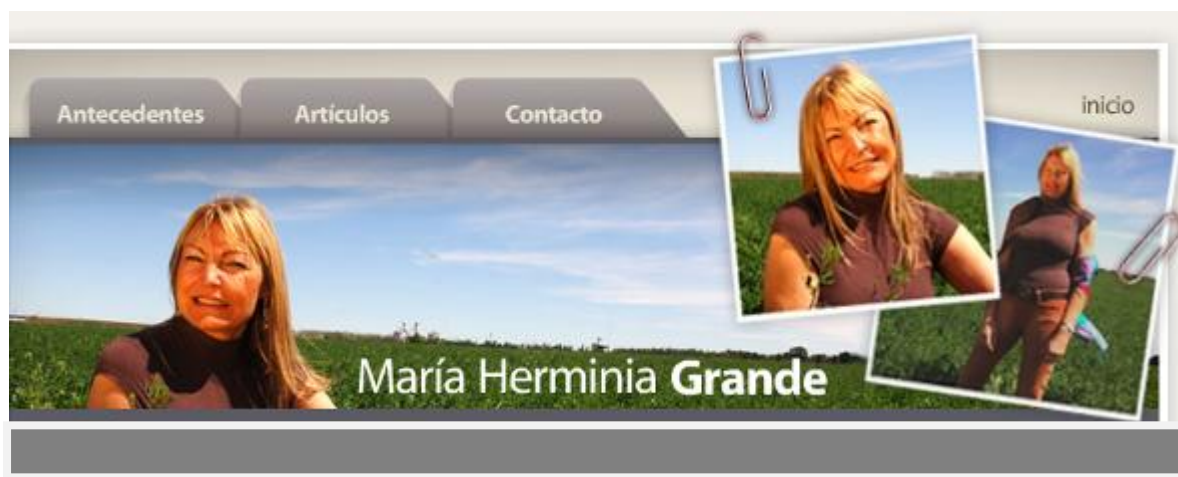 Antecedentes
Artículos
Contacto
inicio
María Herminia Grande